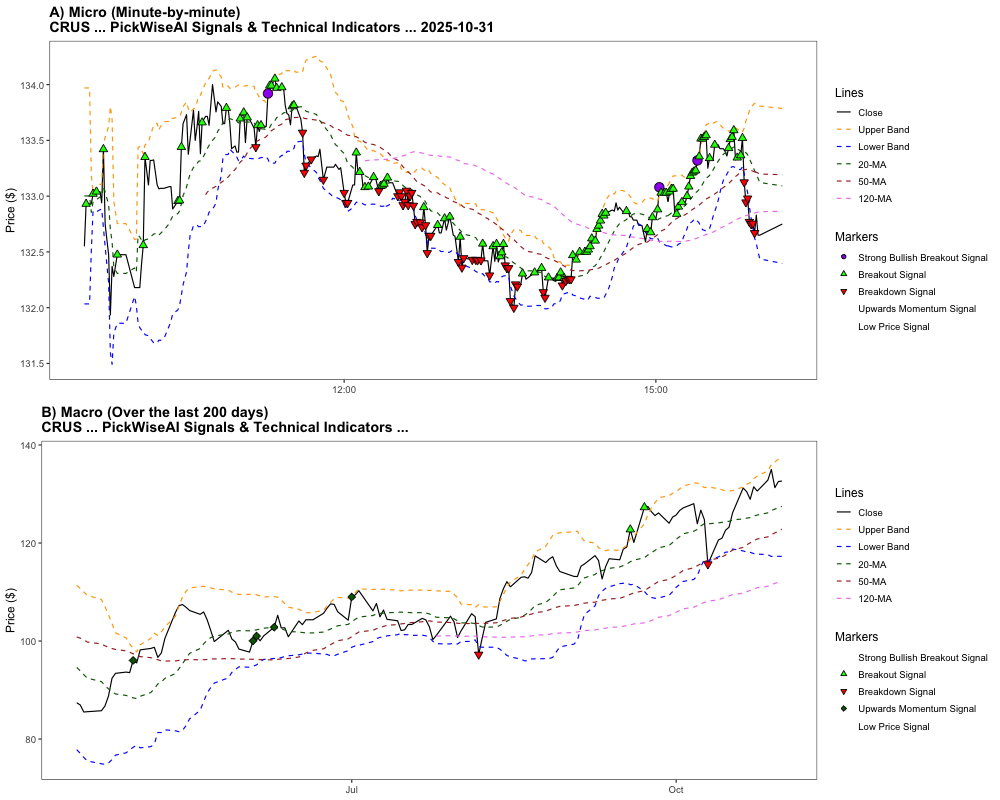 A) Micro (Minute-by-minute)
CRUS ... PickWiseAI Signals & Technical Indicators ... 2025-10-31
Price ($)
134.0
133.5
133.0
132.5
132.0
131.5
12:00
15:00
Lines
Close
Upper Band
Lower Band
20-MA
50-MA
120-MA
Markers
Strong Bullish Breakout Signal
Breakout Signal
Breakdown Signal
Upwards Momentum Signal
Low Price Signal
B) Macro (Over the last 200 days)
CRUS ... PickWiseAI Signals & Technical Indicators ...
Price ($)
140
120
100
80
Jul
Oct
Lines
Close
Upper Band
Lower Band
20-MA
50-MA
120-MA
Markers
Strong Bullish Breakout Signal
Breakout Signal
Breakdown Signal
Upwards Momentum Signal
Low Price Signal